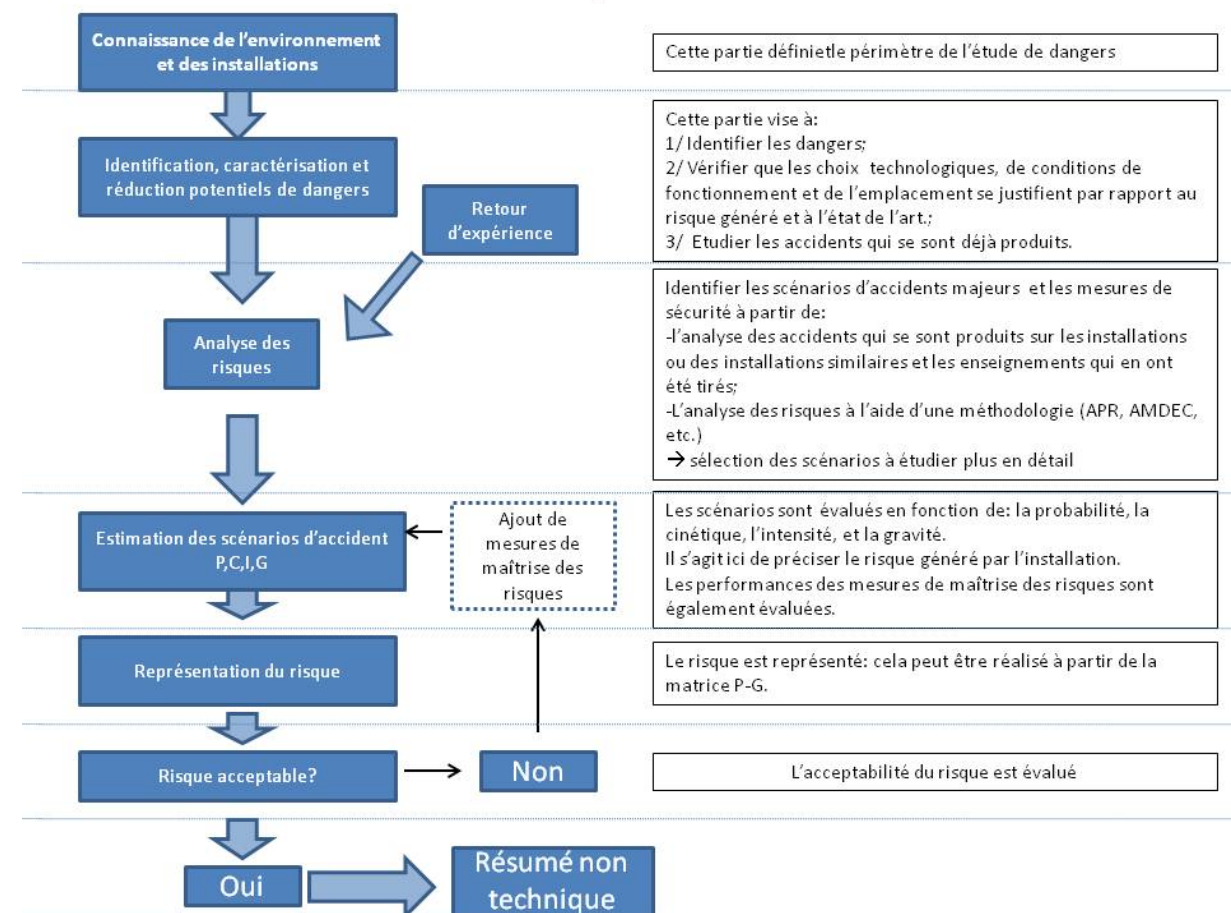 Connaissance de l'environnement
et des installations
Cette partie définietle périmètre de l'étude de dangers
Identification, caractérisation et
réduction potentiels de dangers
Retour
d'expérience
Cette partie vise à:
1/ Identifier les dangers;
2/ Vérifier que les choix technologiques, de conditions de
fonctionnement et de l'emplacement se justifient par rapport au
risque généré et à l'état de l'art.;
3/ Etudier les accidents qui se sont déjà produits.
Analyse des
risques
Identifier les scénarios d'accidents majeurs et les mesures de
sécurité à partir de:
-l'analyse des accidents qui se sont produits sur les installations
ou des installations similaires et les enseignements qui en ont
été tirés;
-L'analyse des risques à l'aide d'une méthodologie (APR, AMDEC,
etc.)
→ sélection des scénarios à étudier plus en détail
Estimation des scénarios d'accident
P,C,I,G
Ajout de
mesures de
maîtrise des
risques
Les scénarios sont évalués en fonction de: la probabilité, la
cinétique, l'intensité, et la gravité.
Il s'agit ici de préciser le risque généré par l'installation.
Les performances des mesures de maîtrise des risques sont
également évaluées.
Représentation du risque
Le risque est représenté: cela peut être réalisé à partir de la
matrice P-G.
Risque acceptable?
Non
L'acceptabilité du risque est évalué
Oui
Résumé non
technique